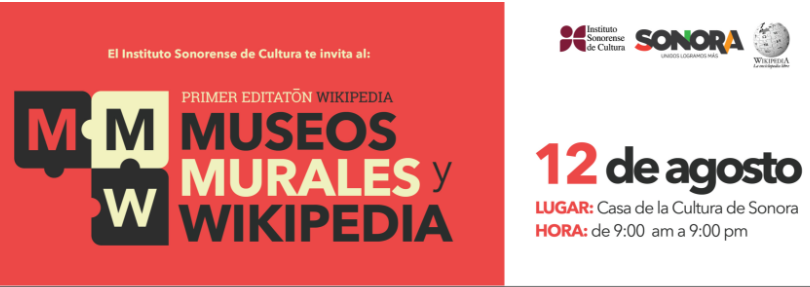 El Instituto Sonorense de Cultura te invita al:
PRIMER EDITATÓN WIKIPEDIA
M M
W
MUSEOS
MURALES y
WIKIPEDIA
Instituto
Sonorense
de Cultura
SONORA
UNIDOS LOGRAMOS MÁS
WIKIPEDIA
La enciclopedia libre
12 de agosto
LUGAR: Casa de la Cultura de Sonora
HORA: de 9:00 am a 9:00 pm